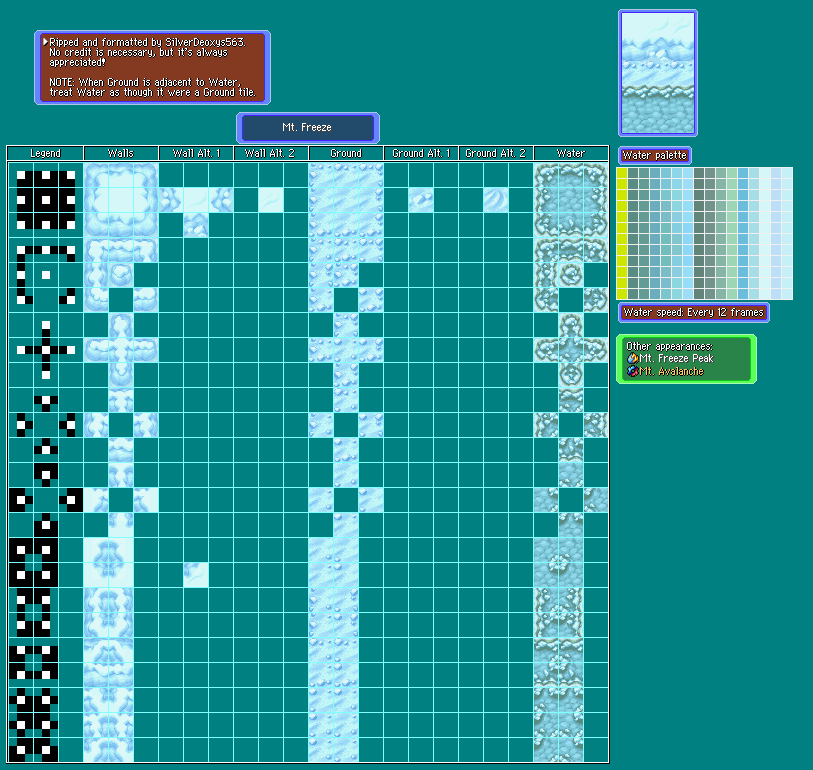 Ripped and formatted by SilverDeoxys563.
No credit is necessary, but it's always
appreciated!
NOTE: When Ground is adjacent to Water,
treat Water as though it were a Ground tile.
Mt. Freeze
Legend Walls Wall Alt. 1 Wall Alt. 2 Ground Ground Alt. 1 Ground Alt. 2 Water
Water palette
Water speed: Every 12 frames
Other appearances:
Mt. Freeze Peak
Mt. Avalanche